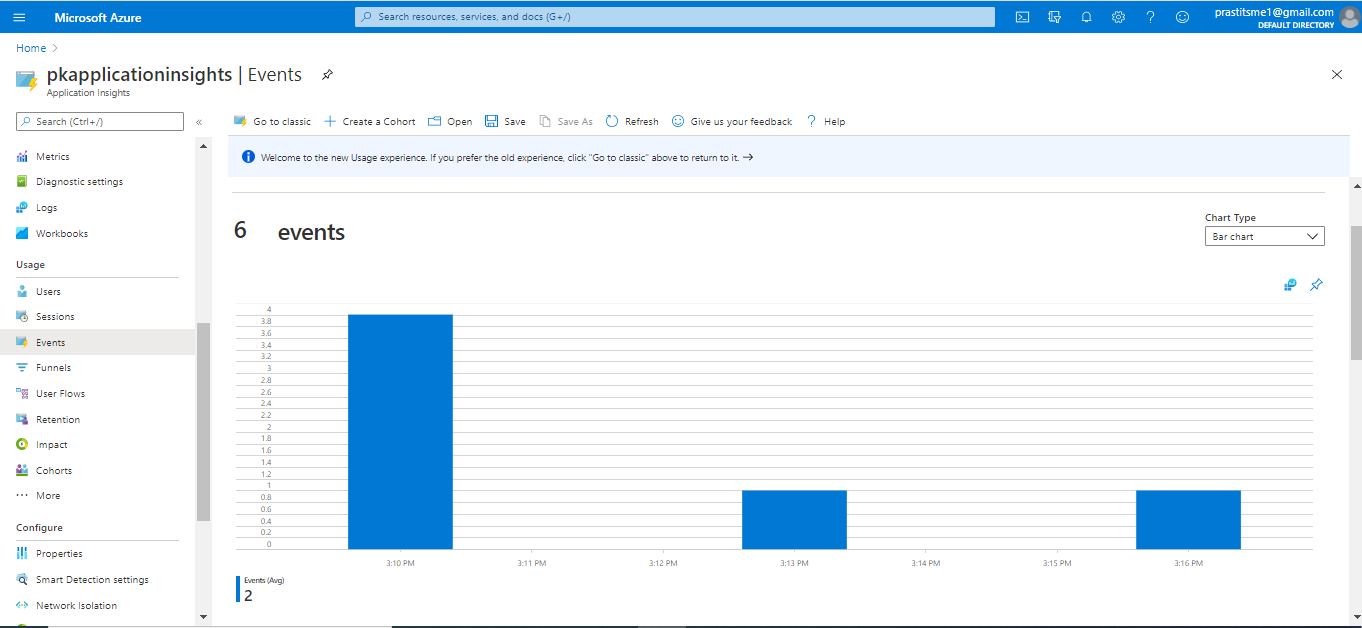 Microsoft Azure
Search resources, services, and docs (G+/)
prastitsme1@gmail.com
DEFAULT DIRECTORY
Home
pkapplicationinsights | Events
Application Insights
Search (Ctrl+/)
Metrics
Diagnostic settings
Logs
Workbooks
Usage
Users
Sessions
Events
Funnels
User Flows
Retention
Impact
Cohorts
More
Configure
Properties
Smart Detection settings
Network Isolation
Go to classic
Create a Cohort
Open
Save
Save As
Refresh
Give us your feedback
Help
Welcome to the new Usage experience. If you prefer the old experience, click "Go to classic" above to return to it.
6 events
Chart Type
Bar chart
4
3.8
3.6
3.4
3.2
3
2.8
2.6
2.4
2.2
2
1.8
1.6
1.4
1.2
1
0.8
0.6
0.4
0.2
0
3:10 PM 3:11 PM 3:12 PM 3:13 PM 3:14 PM 3:15 PM 3:16 PM
Events (Avg)
2